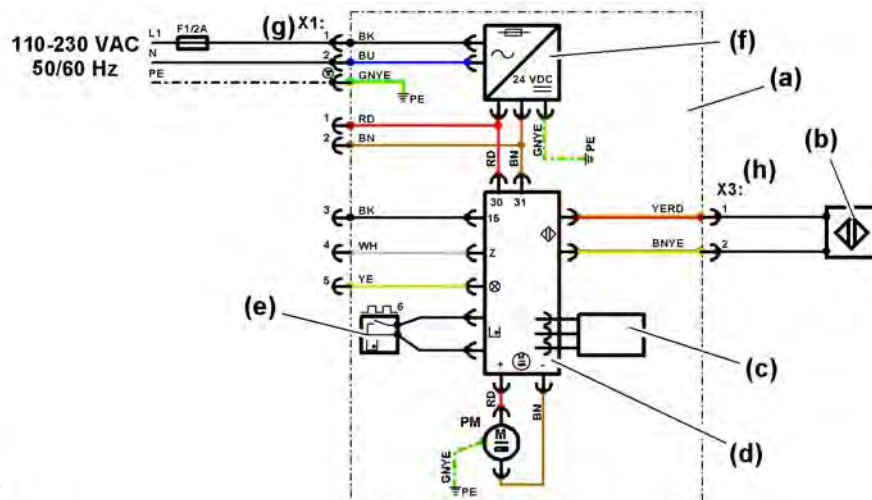 L1 F1/2A (g) X1: 1 BK (f)
110-230 VAC N 2 BU
50/60 Hz PE GNYE PE 24 VDC (a)
1 RD
2 BN RD BN GNYE PE (b)
X3: (h)
30 31
3 BK 15 YERD 1
4 WH Z BNYE 2
5 YE
(e) 6
(c)
+ -
RD BN (d)
PM M
GNYE
PE